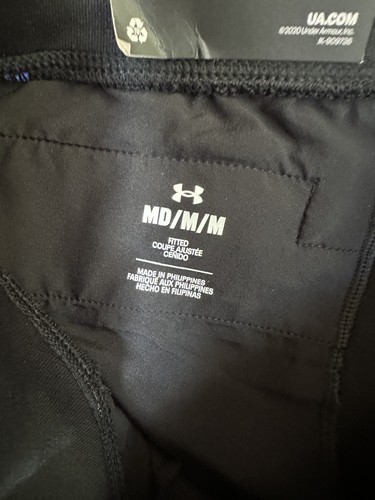 UA.COM
©2020 Under Armour, Inc.
MD/M/M
FITTED
COUPE AJUSTÉE
CEÑIDO
MADE IN PHILIPPINES
FABRIQUÉ AUX PHILIPPINES
HECHO EN FILIPINAS